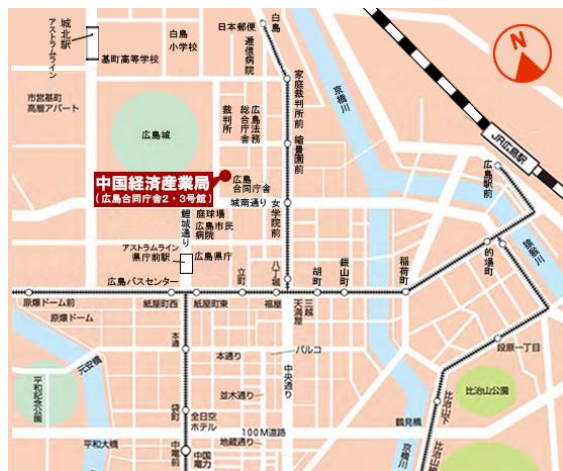 城北駅
アストラムライン
白島
小学校
日本郵便
白島
逓信病院
基町高等学校
N
市営基町
高層アパート
裁判所
広島法務
総合庁舎
家庭裁判所前
京橋川
JR広島駅
広島城
縮景園前
広島駅前
中国経済産業局
(広島合同庁舎2・3号館)
広島
合同庁舎
城南通り
女学院前
鯉城通り
庭球場
広島市民
病院
アストラムライン
県庁前駅
広島県庁
猿猴川
的場町
稲荷町
銀山町
胡町
八丁堀
立町
広島バスセンター
原爆ドーム前
紙屋町西
紙屋町東
福屋
天満屋
三越
原爆ドーム
本通
本通り
パルコ
中央通り
段原一丁目
元安橋
平和記念公園
並木通り
比治山公園
袋町
全日空
ホテル
100M道路
鶴見橋
比治山下
平和大橋
地蔵通り
中電前
中国
電力
京橋川